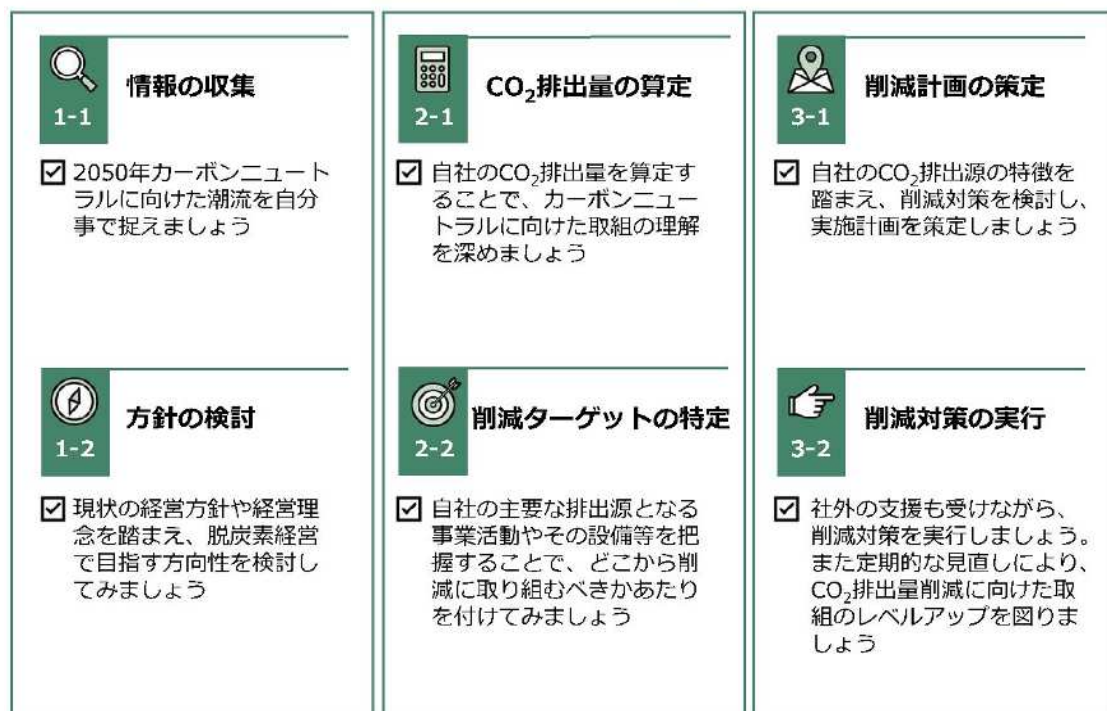 1-1
情報の収集
☑ 2050年カーボンニュート
ラルに向けた潮流を自分
事で捉えましょう
1-2
方針の検討
☑ 現状の経営方針や経営理
念を踏まえ、脱炭素経営
で目指す方向性を検討し
てみましょう
2-1
CO₂排出量の算定
☑ 自社のCO₂排出量を算定す
ることで、カーボンニュー
トラルに向けた取組の理解
を深めましょう
2-2
削減ターゲットの特定
☑ 自社の主要な排出源となる
事業活動やその設備等を把
握することで、どこから削
減に取り組むべきかあたり
を付けてみましょう
3-1
削減計画の策定
☑ 自社のCO₂排出源の特徴を
踏まえ、削減対策を検討し、
実施計画を策定しましょう
3-2
削減対策の実行
☑ 社外の支援も受けながら、
削減対策を実行しましょう。
また定期的な見直しにより、
CO₂排出量削減に向けた取
組のレベルアップを図りま
しょう